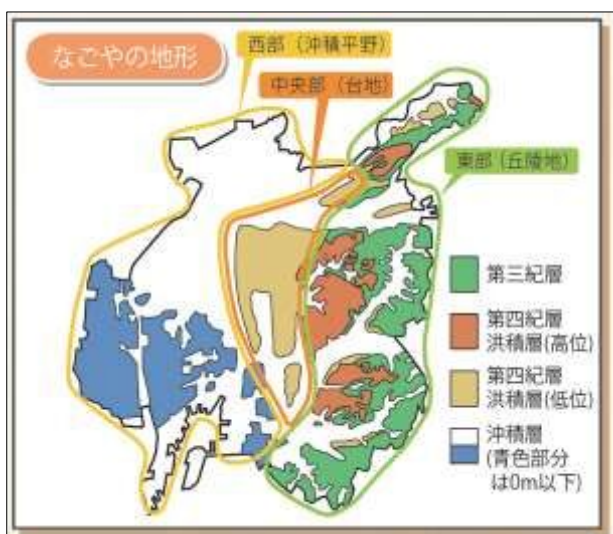 なごやの地形
西部（沖積平野）
中央部（台地）
東部（丘陵地）
第三紀層
第四紀層
洪積層(高位)
第四紀層
洪積層(低位)
沖積層
(青色部分
は0m以下)